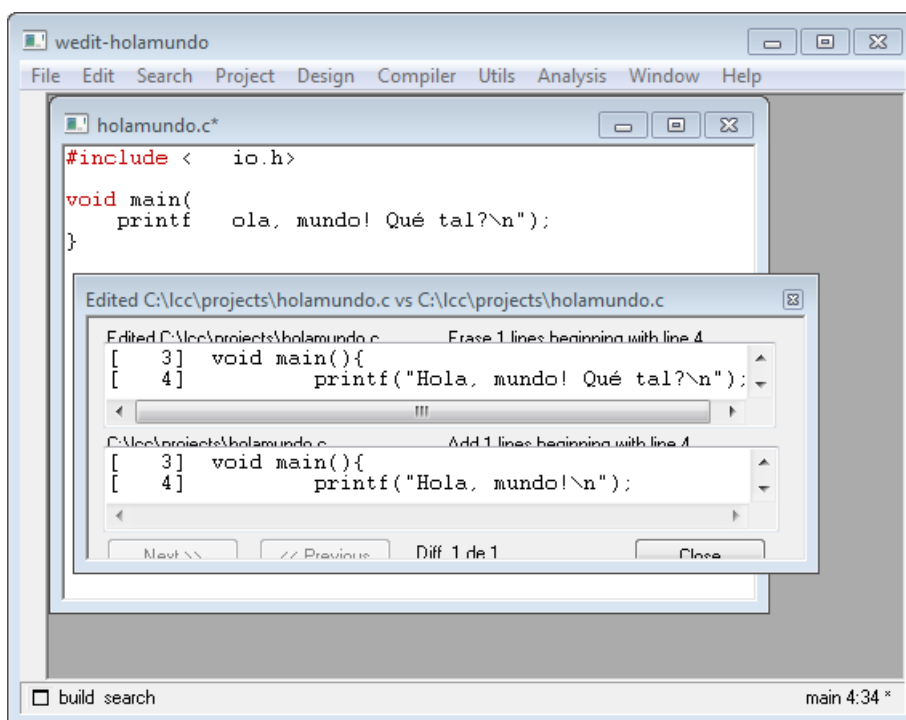 wedit-holamundo
File Edit Search Project Design Compiler Utils Analysis Window Help
holamundo.c*
#include < io.h>
void main(
printf ola, mundo! Qué tal?\n");
}
Edited C:\lcc\projects\holamundo.c vs C:\lcc\projects\holamundo.c
Edited C:\lcc\projects\holamundo.c Erase 1 lines beginning with line 4
[ 3] void main(){
[ 4] printf("Hola, mundo! Qué tal?\n");
C:\lcc\projects\holamundo.c Add 1 lines beginning with line 4
[ 3] void main(){
[ 4] printf("Hola, mundo!\n");
Next >> << Previous Diff 1 de 1 Close
build search main 4:34 *